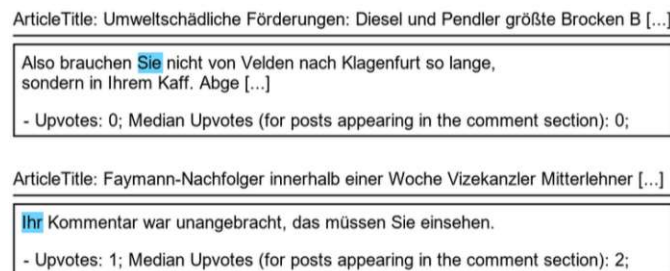 ArticleTitle: Umweltschädliche Förderungen: Diesel und Pendler größte Brocken B [...]
Also brauchen Sie nicht von Velden nach Klagenfurt so lange,
sondern in Ihrem Kaff. Abge [...]
- Upvotes: 0; Median Upvotes (for posts appearing in the comment section): 0;
ArticleTitle: Faymann-Nachfolger innerhalb einer Woche Vizekanzler Mitterlehner [...]
Ihr Kommentar war unangebracht, das müssen Sie einsehen.
- Upvotes: 1; Median Upvotes (for posts appearing in the comment section): 2;